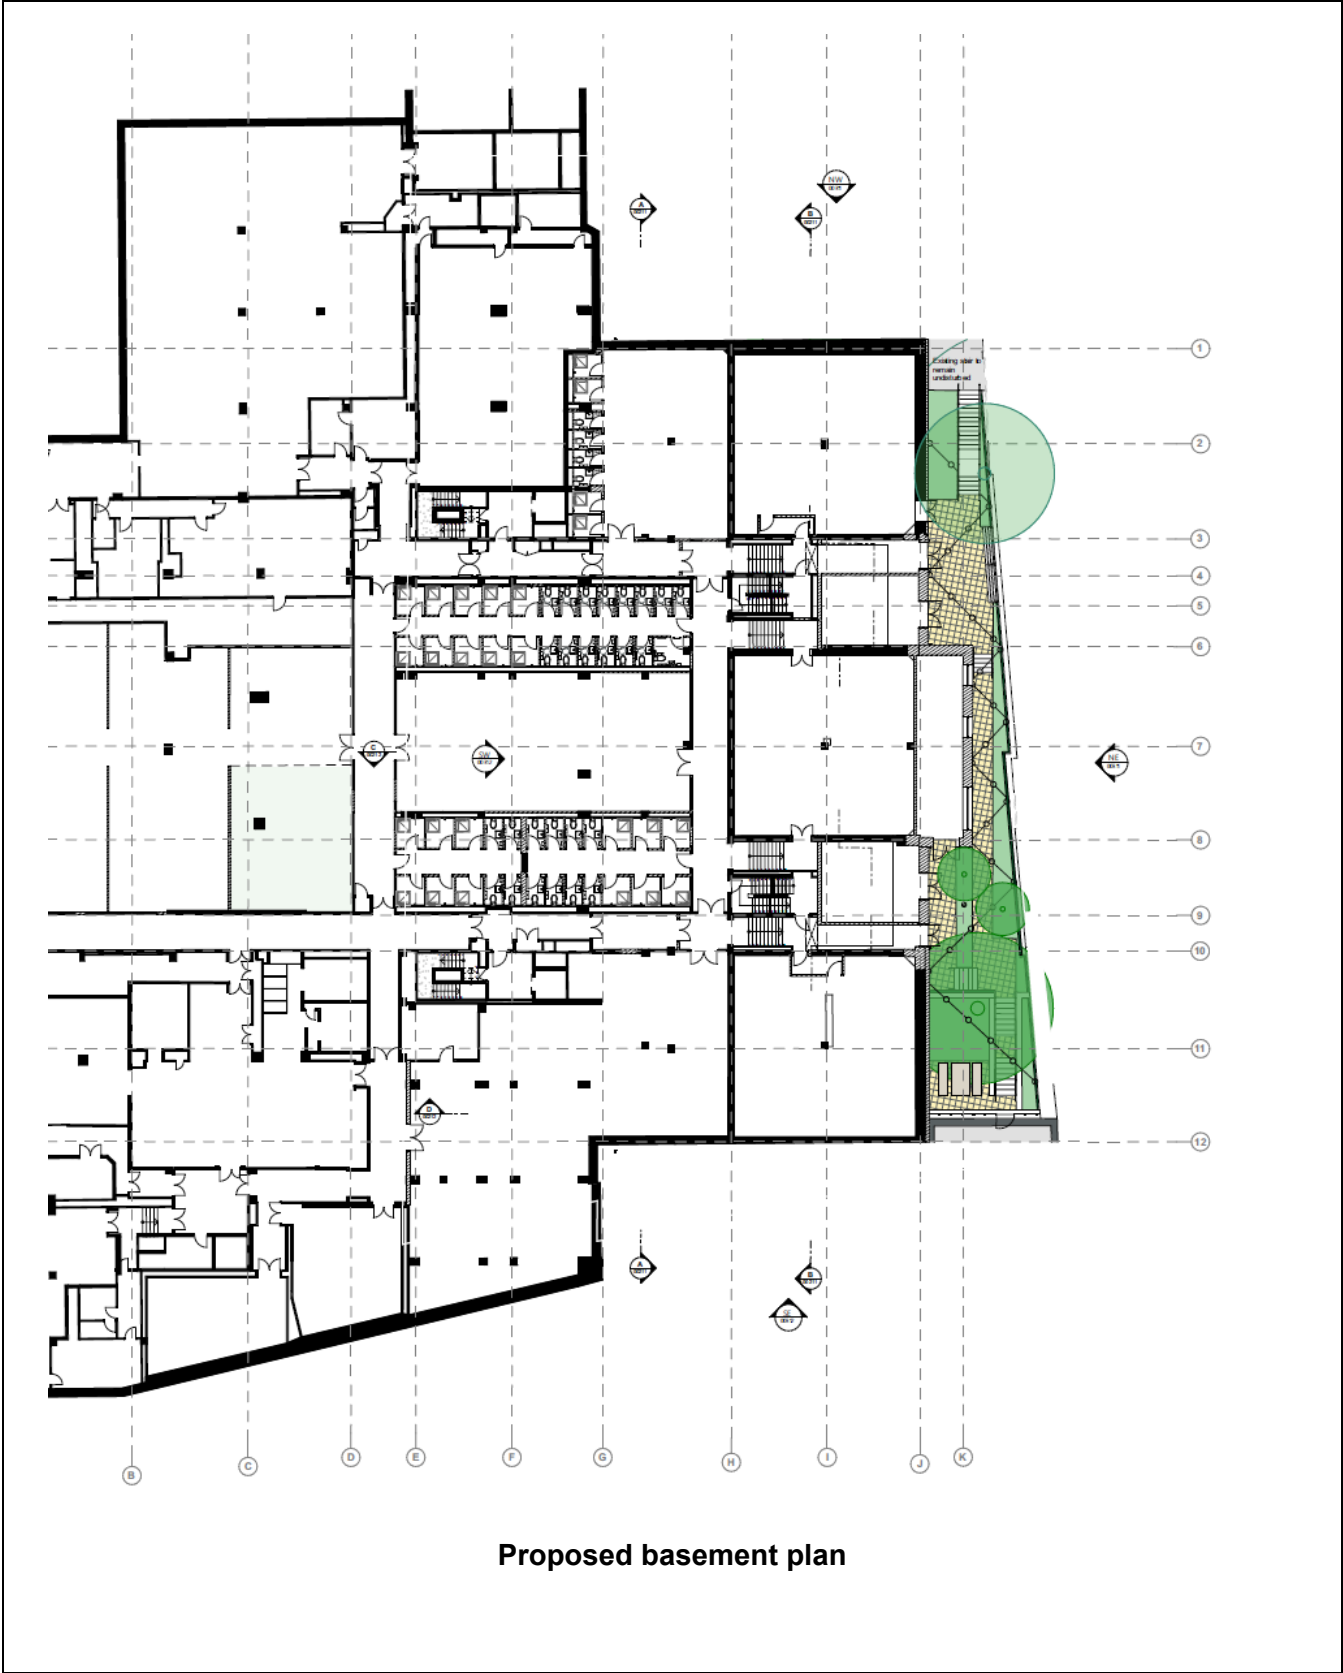 NW
A
B
1
Existing stair to
remain
undisturbed
2
3
4
5
6
7
C
SW
NE
8
9
10
11
D
12
A
B
SE
B
C
D
E
F
G
H
I
J
K
Proposed basement plan